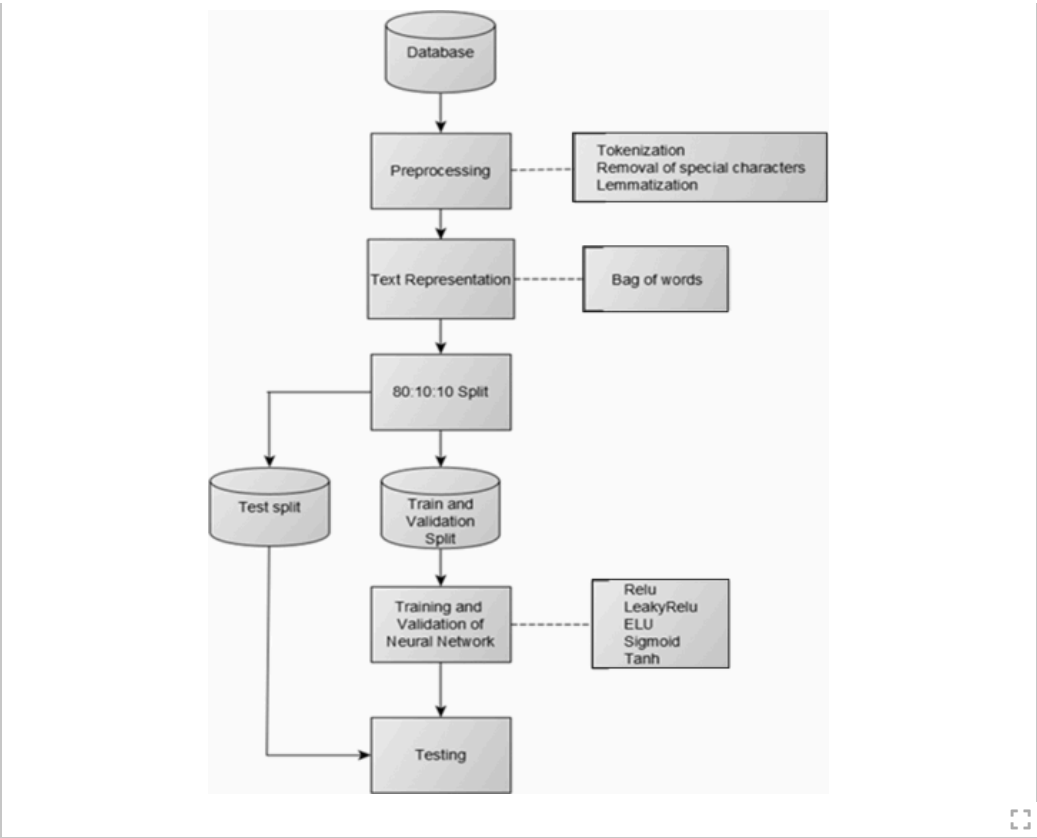 Database
Preprocessing
Tokenization
Removal of special characters
Lemmatization
Text Representation
Bag of words
80:10:10 Split
Test split
Train and
Validation
Split
Training and
Validation of
Neural Network
Relu
LeakyRelu
ELU
Sigmoid
Tanh
Testing